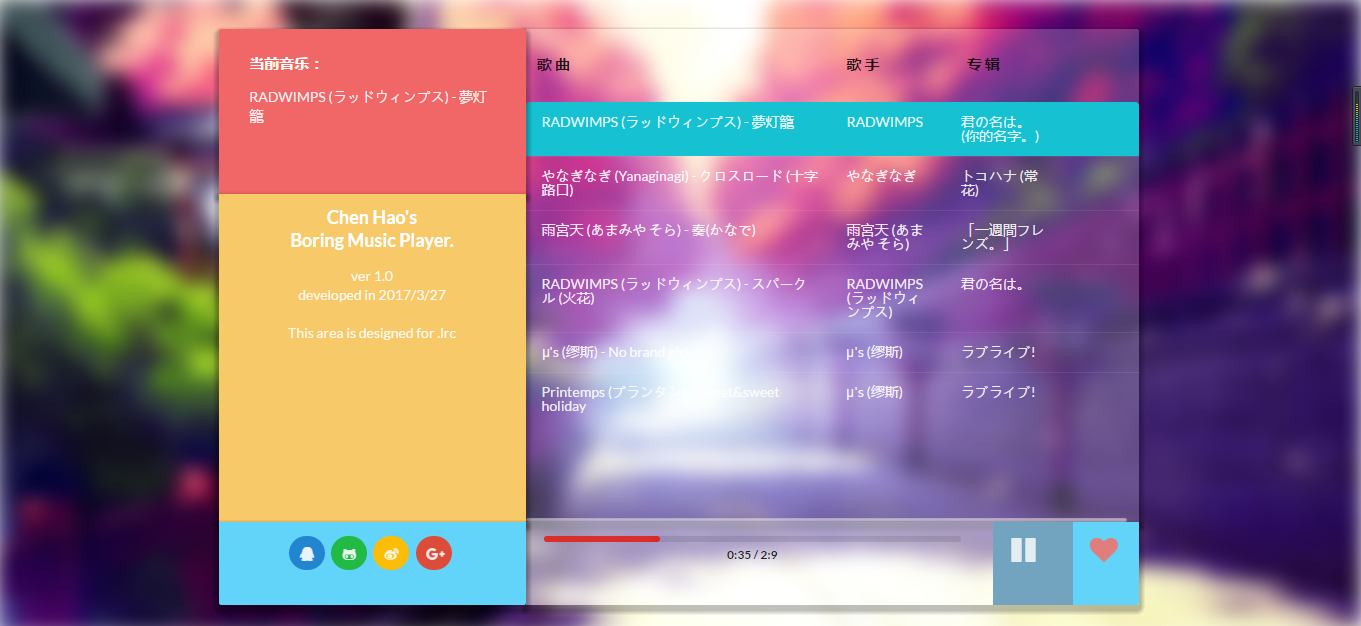 当前音乐：
RADWIMPS (ラッドウィンプス) - 夢灯
籠
Chen Hao's
Boring Music Player.
ver 1.0
developed in 2017/3/27
This area is designed for .lrc
歌曲 歌手 专辑
RADWIMPS (ラッドウィンプス) - 夢灯籠 RADWIMPS 君の名は。
(你的名字。)
やなぎなぎ (Yanaginagi) - クロスロード (十字 やなぎなぎ トコハナ (常
路口) 花)
雨宮天 (あまみや そら) - 奏(かなで) 雨宮天 (あま 「一週間フレ
みや そら) ンズ。」
RADWIMPS (ラッドウィンプス) - スパーク RADWIMPS 君の名は。
ル (火花) (ラッドウィ
ンプス)
μ's (缪斯) - No brand μ's (缪斯) ラブライブ!
Printemps (プランタン) &sweet μ's (缪斯) ラブライブ!
holiday
0:35 / 2:9